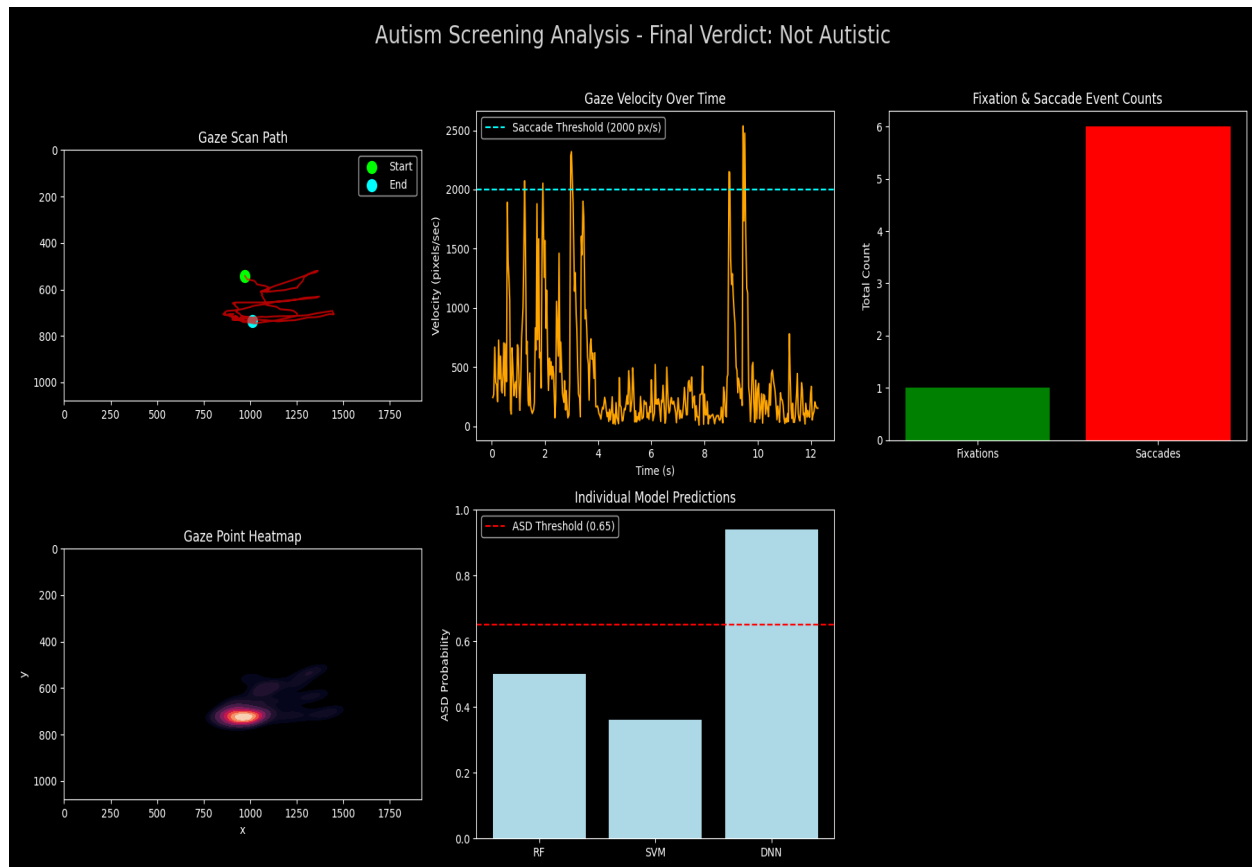 Autism Screening Analysis - Final Verdict: Not Autistic
Gaze Scan Path
Start
End
0
200
400
600
800
1000
0 250 500 750 1000 1250 1500 1750
Gaze Velocity Over Time
Saccade Threshold (2000 px/s)
Velocity (pixels/sec)
2500
2000
1500
1000
500
0
0 2 4 6 8 10 12
Time (s)
Fixation & Saccade Event Counts
Total Count
6
5
4
3
2
1
0
Fixations Saccades
Gaze Point Heatmap
y
0
200
400
600
800
1000
0 250 500 750 1000 1250 1500 1750
x
Individual Model Predictions
ASD Threshold (0.65)
ASD Probability
1.0
0.8
0.6
0.4
0.2
0.0
RF SVM DNN